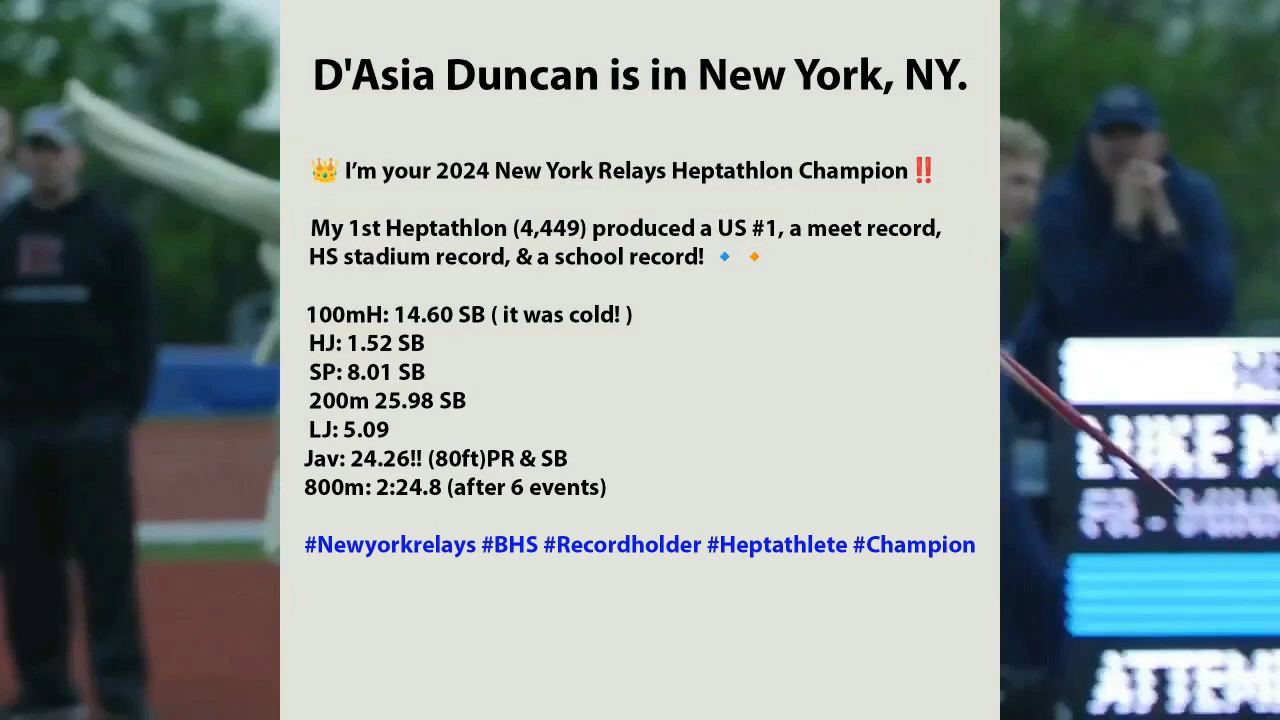 D'Asia Duncan is in New York, NY.
👑 I’m your 2024 New York Relays Heptathlon Champion ‼️
My 1st Heptathlon (4,449) produced a US #1, a meet record,
HS stadium record, & a school record! 🔹 🔸
100mH: 14.60 SB ( it was cold! )
HJ: 1.52 SB
SP: 8.01 SB
200m 25.98 SB
LJ: 5.09
Jav: 24.26!! (80ft)PR & SB
800m: 2:24.8 (after 6 events)
#Newyorkrelays #BHS #Recordholder #Heptathlete #Champion
LUKE M
FR -
ATTEM